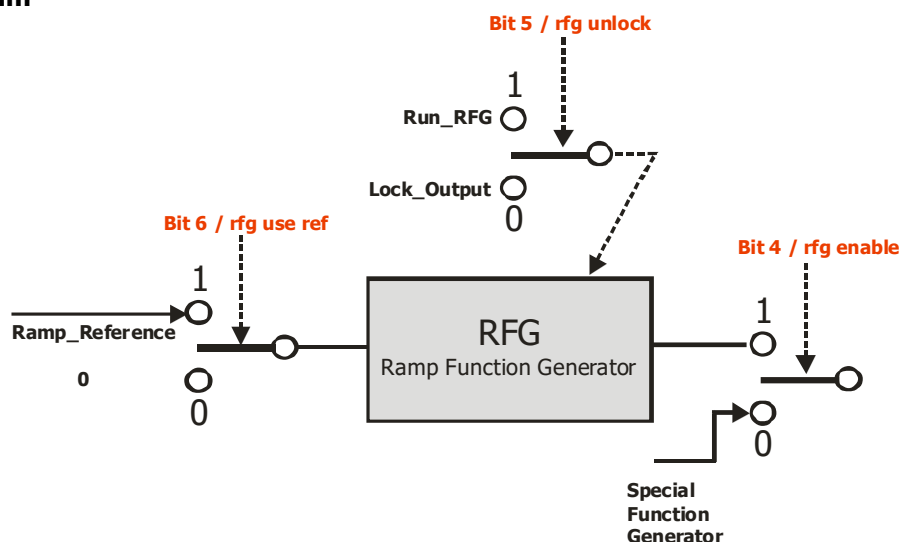 Bit 5 / rfg unlock
1
Run_RFG
Lock_Output
0
Bit 6 / rfg use ref
Bit 4 / rfg enable
1
Ramp_Reference
0
0
RFG
Ramp Function Generator
1
0
Special
Function
Generator